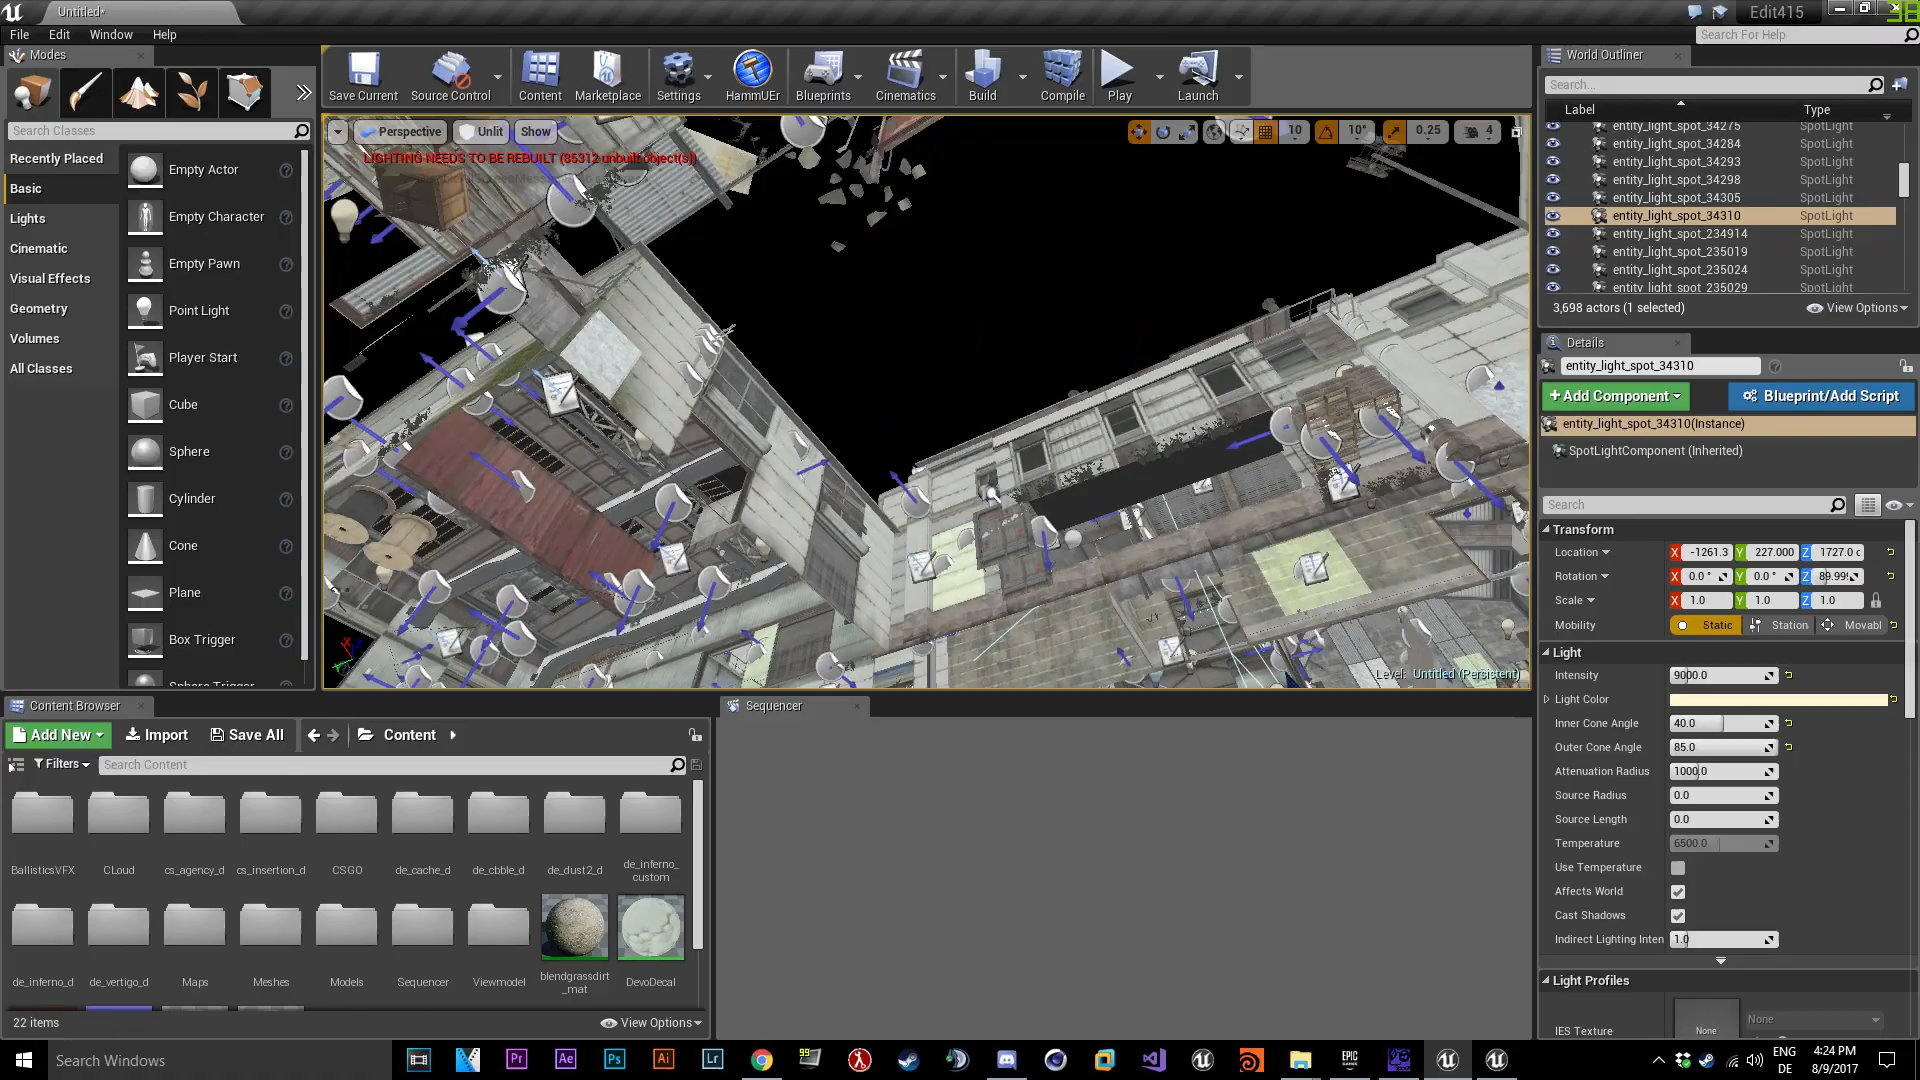 Untitled*
Edit415
38
File
Edit
Window
Help
Search For Help
Modes
Search Classes
Recently Placed
Basic
Lights
Cinematic
Visual Effects
Geometry
Volumes
All Classes
Empty Actor
Empty Character
Empty Pawn
Point Light
Player Start
Cube
Sphere
Cylinder
Cone
Plane
Box Trigger
Sphere Trigger
Save Current
Source Control
Content
Marketplace
Settings
HammUEr
Blueprints
Cinematics
Build
Compile
Play
Launch
Perspective
Unlit
Show
10
10°
0.25
4
LIGHTING NEEDS TO BE REBUILT (85312 unbuilt object(s))
Level: Untitled (Persistent)
World Outliner
Search...
Label
Type
entity_light_spot_34275 SpotLight
entity_light_spot_34284 SpotLight
entity_light_spot_34293 SpotLight
entity_light_spot_34298 SpotLight
entity_light_spot_34305 SpotLight
entity_light_spot_34310 SpotLight
entity_light_spot_234914 SpotLight
entity_light_spot_235019 SpotLight
entity_light_spot_235024 SpotLight
entity_light_spot_235029 SpotLight
3,698 actors (1 selected)
View Options
Details
entity_light_spot_34310
+Add Component
Blueprint/Add Script
entity_light_spot_34310(Instance)
SpotLightComponent (Inherited)
Search
Transform
Location X -1261.3 Y 227.000 Z 1727.0 c
Rotation X 0.0 ° Y 0.0 ° Z 89.99
Scale X 1.0 Y 1.0 Z 1.0
Mobility Static Station Movabl
Light
Intensity 9000.0
Light Color
Inner Cone Angle 40.0
Outer Cone Angle 85.0
Attenuation Radius 1000.0
Source Radius 0.0
Source Length 0.0
Temperature 6500.0
Use Temperature
Affects World
Cast Shadows
Indirect Lighting Inten 1.0
Light Profiles
IES Texture
None
None
Content Browser
Add New
Import
Save All
Content
Filters
Search Content
BallisticsVFX
CLoud
cs_agency_d
cs_insertion_d
CSGO
de_cache_d
de_cbble_d
de_dust2_d
de_inferno_
custom
de_inferno_d
de_vertigo_d
Maps
Meshes
Models
Sequencer
Viewmodel
blendgrassdirt
_mat
DevoDecal
22 items
View Options
Sequencer
Search Windows
Pr
Ae
Ps
Ai
Lr
99
EPIC
GAMES
ENG
DE
4:24 PM
8/9/2017